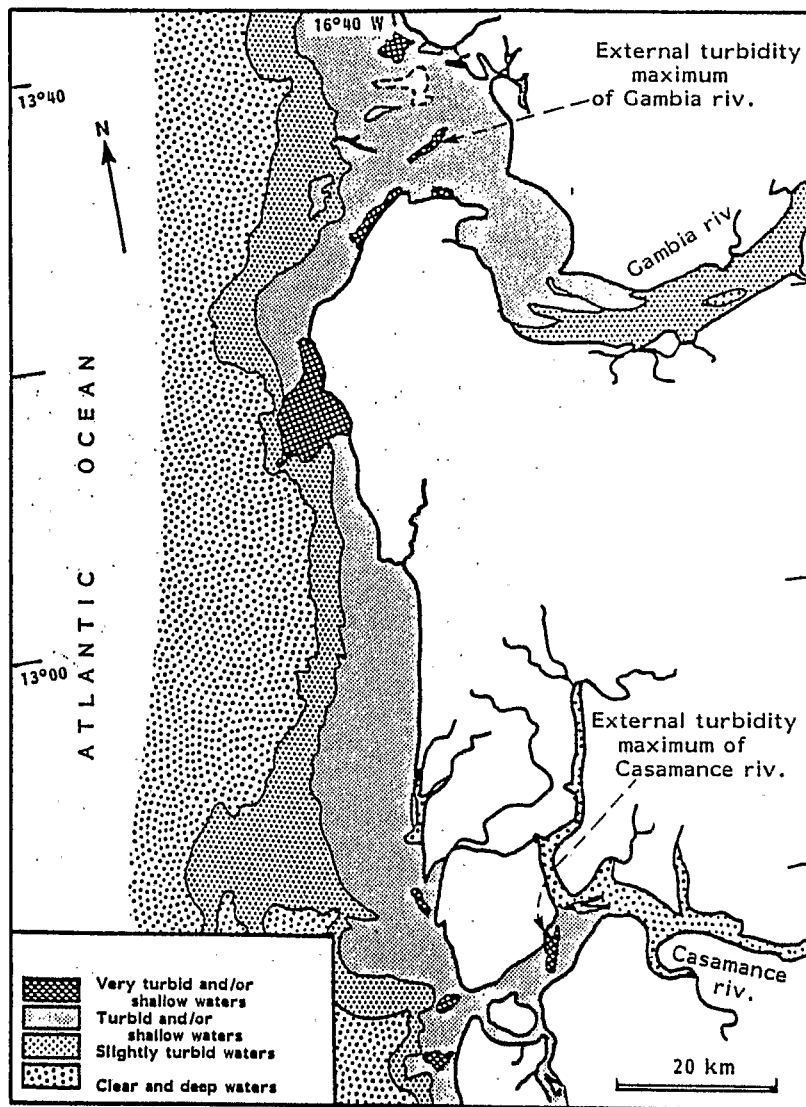 16°40 W
External turbidity
maximum
of Gambia riv.
13°40
N
Gambia riv
ATLANTIC OCEAN
13°00
External turbidity
maximum of
Casamance riv.
Casamance
riv.
Very turbid and/or
shallow waters
Turbid and/or
shallow waters
Slightly turbid waters
Clear and deep waters
20 km